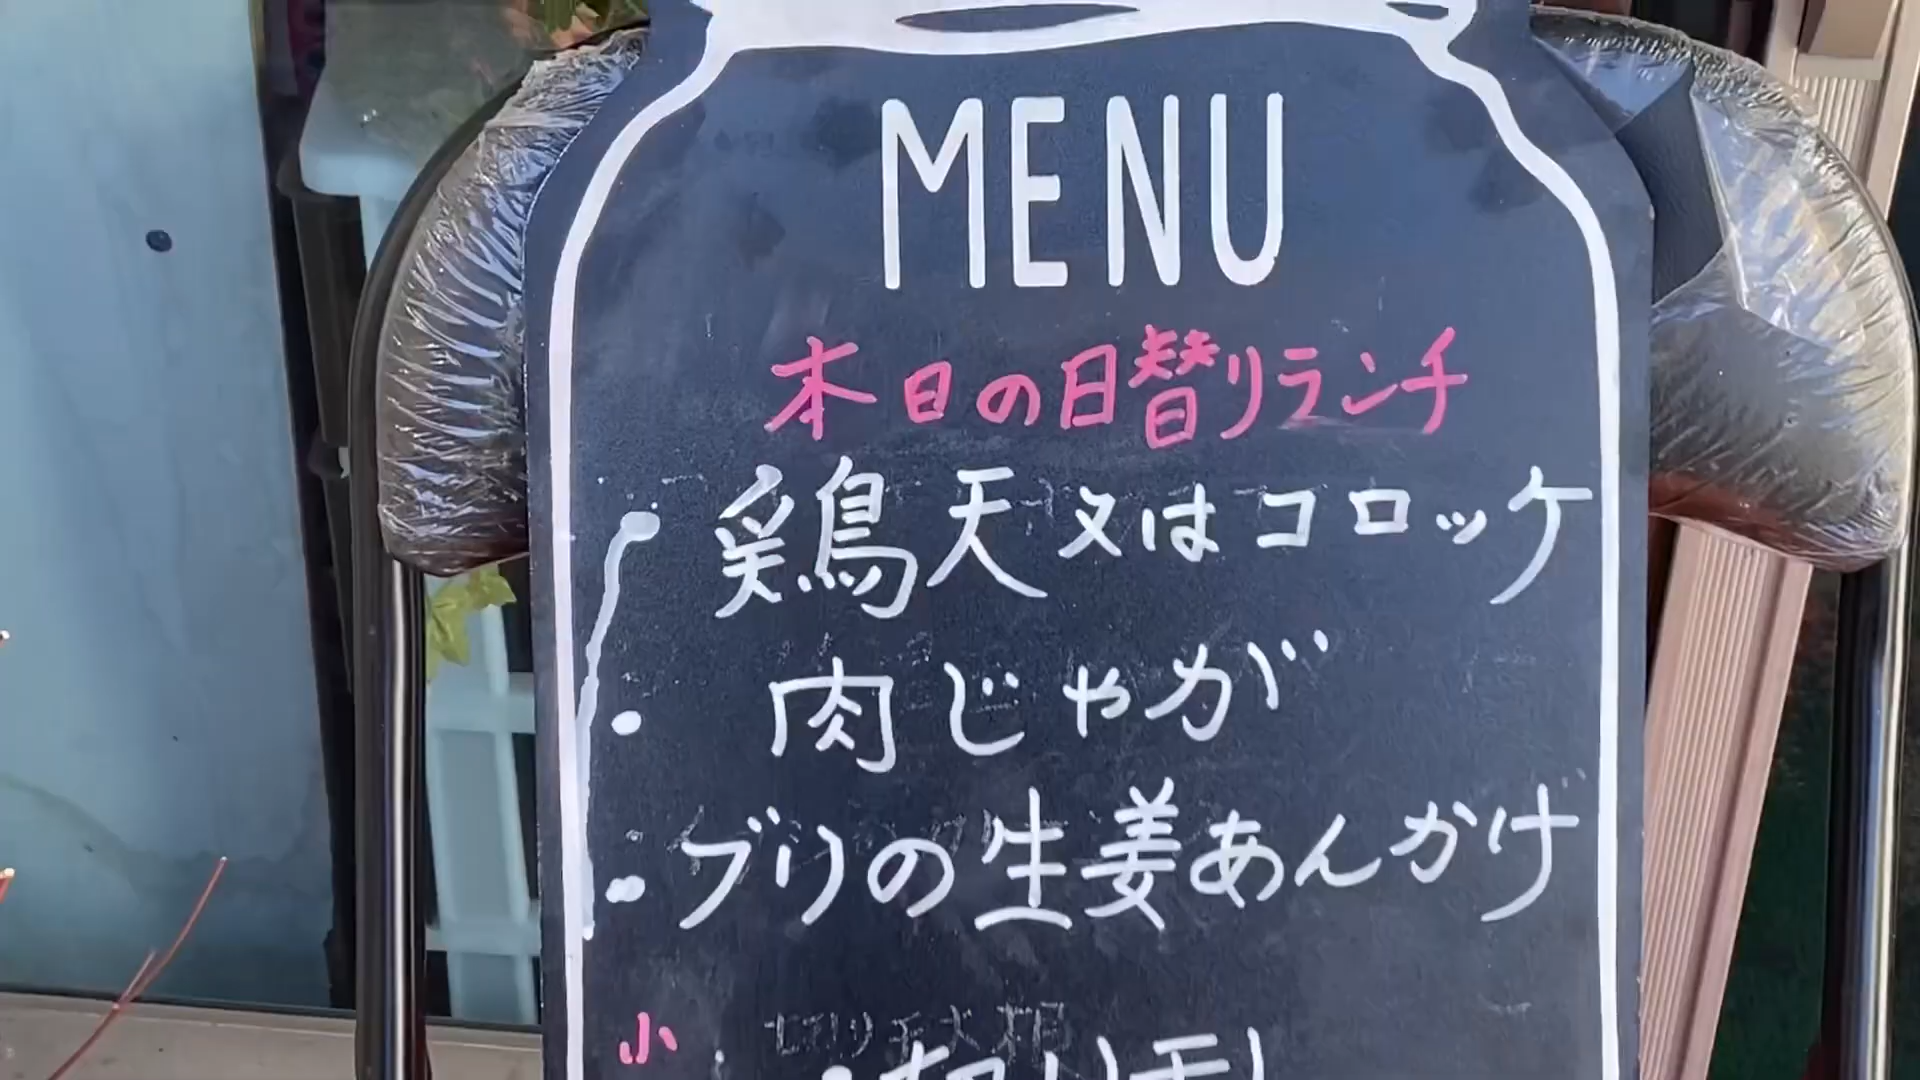 MENU
本日の日替りランチ
・鶏天又はコロッケ
・肉じゃが
・ブリの生姜あんかけ
小